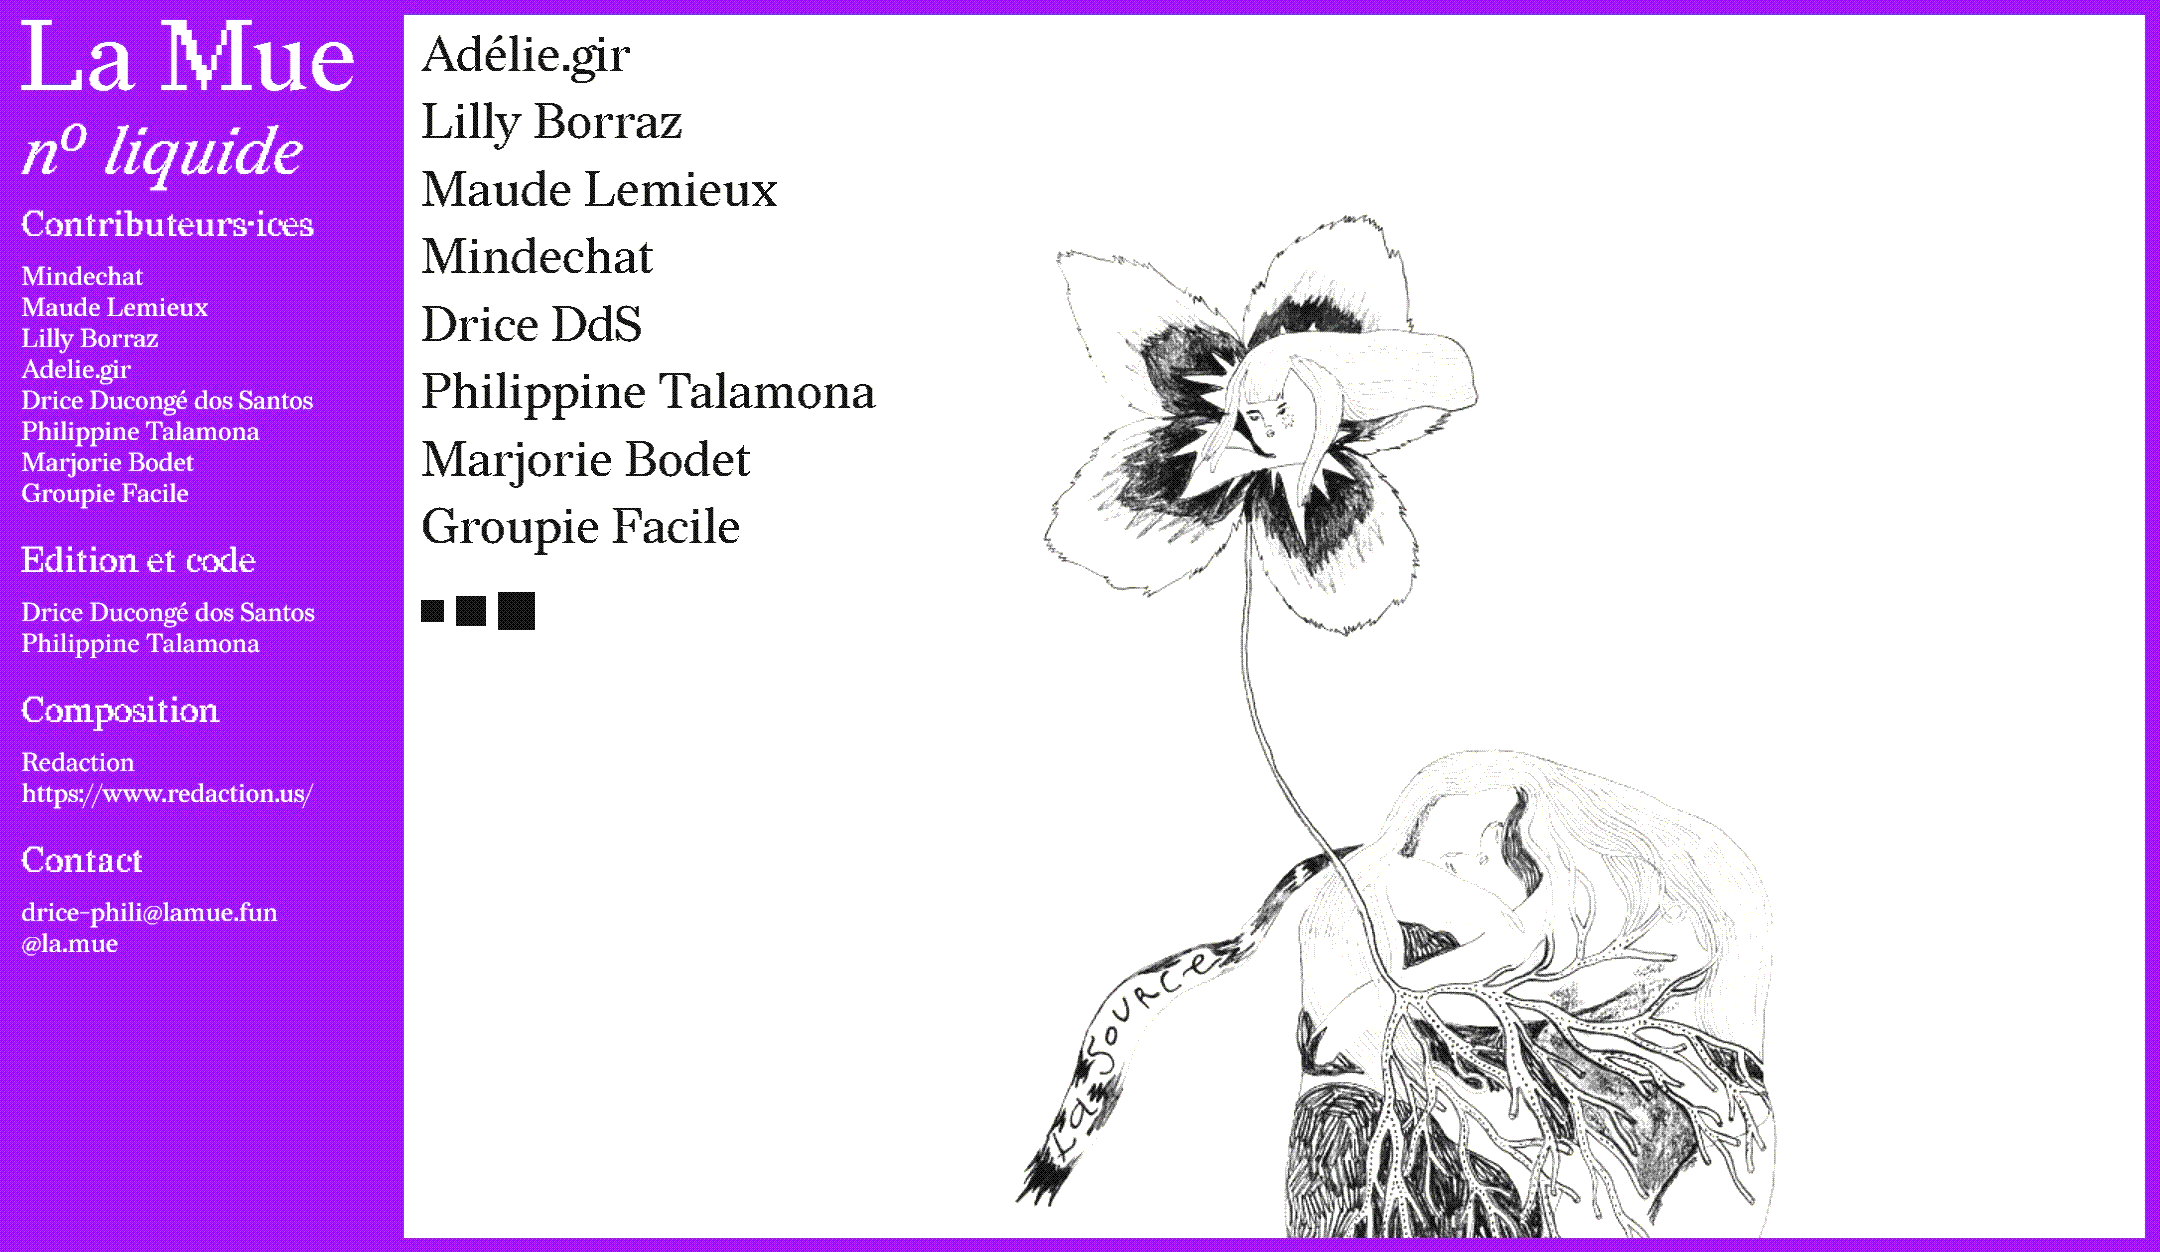 La Mue
nº liquide
Contributeurs·ices
Mindechat
Maude Lemieux
Lilly Borraz
Adelie.gir
Drice Ducongé dos Santos
Philippine Talamona
Marjorie Bodet
Groupie Facile
Edition et code
Drice Ducongé dos Santos
Philippine Talamona
Composition
Redaction
https://www.redaction.us/
Contact
drice-phili@lamue.fun
@la.mue
Adélie.gir
Lilly Borraz
Maude Lemieux
Mindechat
Drice DdS
Philippine Talamona
Marjorie Bodet
Groupie Facile
La source